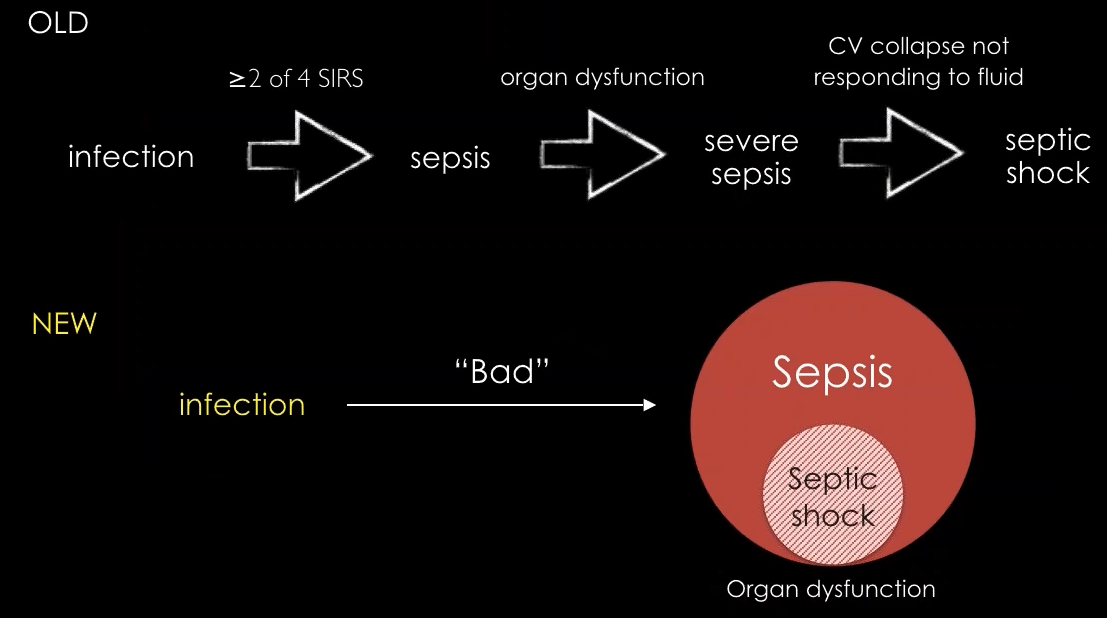 OLD
≥2 of 4 SIRS
organ dysfunction
CV collapse not
responding to fluid
infection
sepsis
severe
sepsis
septic
shock
NEW
infection
“Bad”
Sepsis
Septic
shock
Organ dysfunction